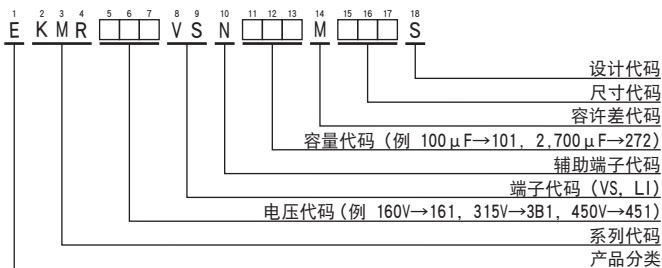 1 2 3 4 5 6 7 8 9 10 11 12 13 14 15 16 17 18
E K M R □□□ V S N □□□ M □□□ S
设计代码
尺寸代码
容许差代码
容量代码 (例 100μF→101, 2,700μF→272)
辅助端子代码
端子代码 (VS, LI)
电压代码 (例 160V→161, 315V→3B1, 450V→451)
系列代码
产品分类